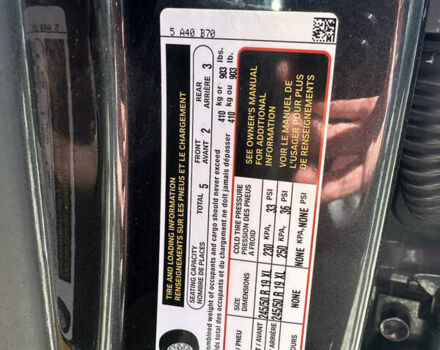 5 A40 B70
TIRE AND LOADING INFORMATION
RENSEIGNEMENTS SUR LES PNEUS ET LE CHARGEMENT
SEATING CAPACITY TOTAL 5 FRONT 2 REAR 3
NOMBRE DE PLACES AVANT ARRIÈRE
combined weight of occupants and cargo should never exceed 410 kg or 903 lbs.
total des occupants et du chargement ne doit jamais dépasser 410 kg ou 903 lb.
SIZE COLD TIRE PRESSURE
PNEU DIMENSIONS PRESSION DES PNEUS
A FROID
AVANT 245/50 R 19 XL 230 KPA, 33 PSI
ARRIÈRE 245/50 R 19 XL 250 KPA, 36 PSI
OURS NONE NONE KPA, NONE PSI
SEE OWNER'S MANUAL
FOR ADDITIONAL
INFORMATION
VOIR LE MANUEL DE
L'USAGER POUR PLUS
DE RENSEIGNEMENTS